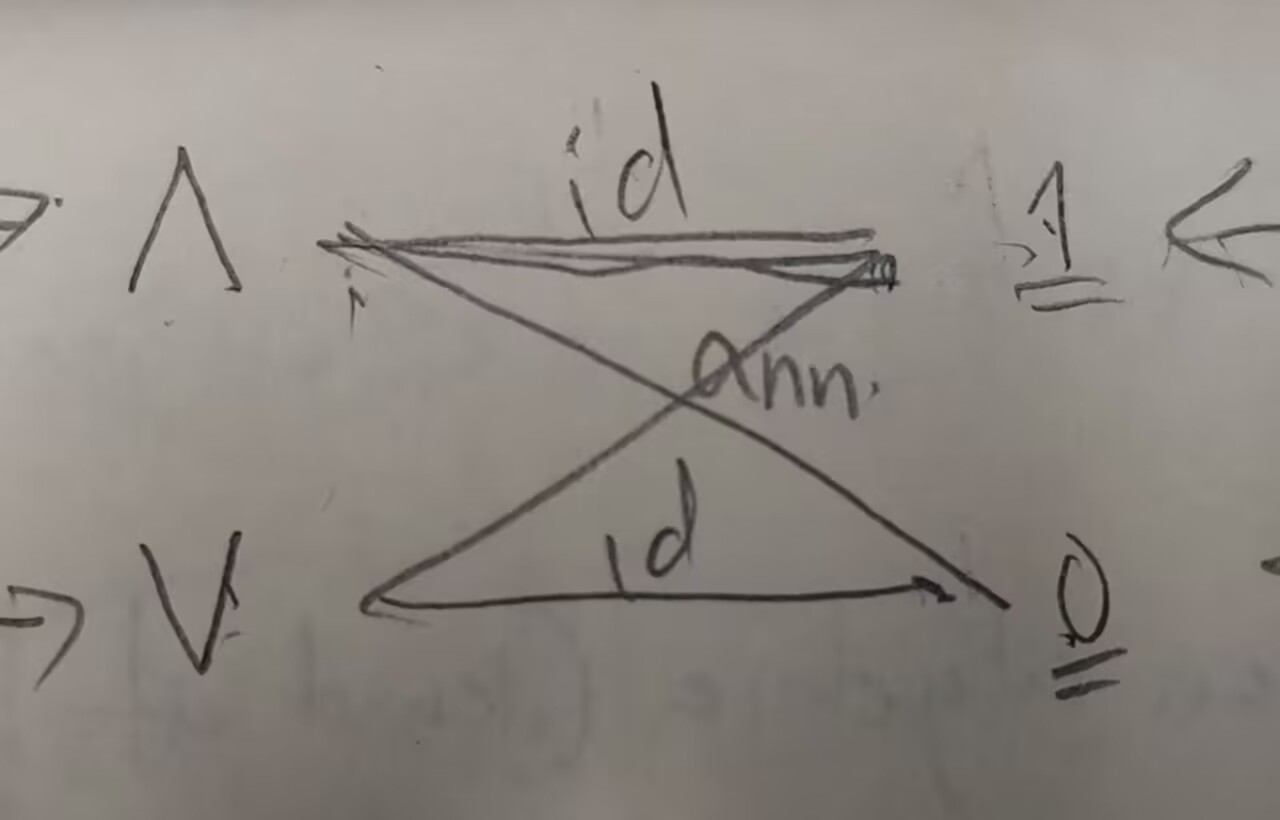 ∧ id 1
ann.
id
∨ 0